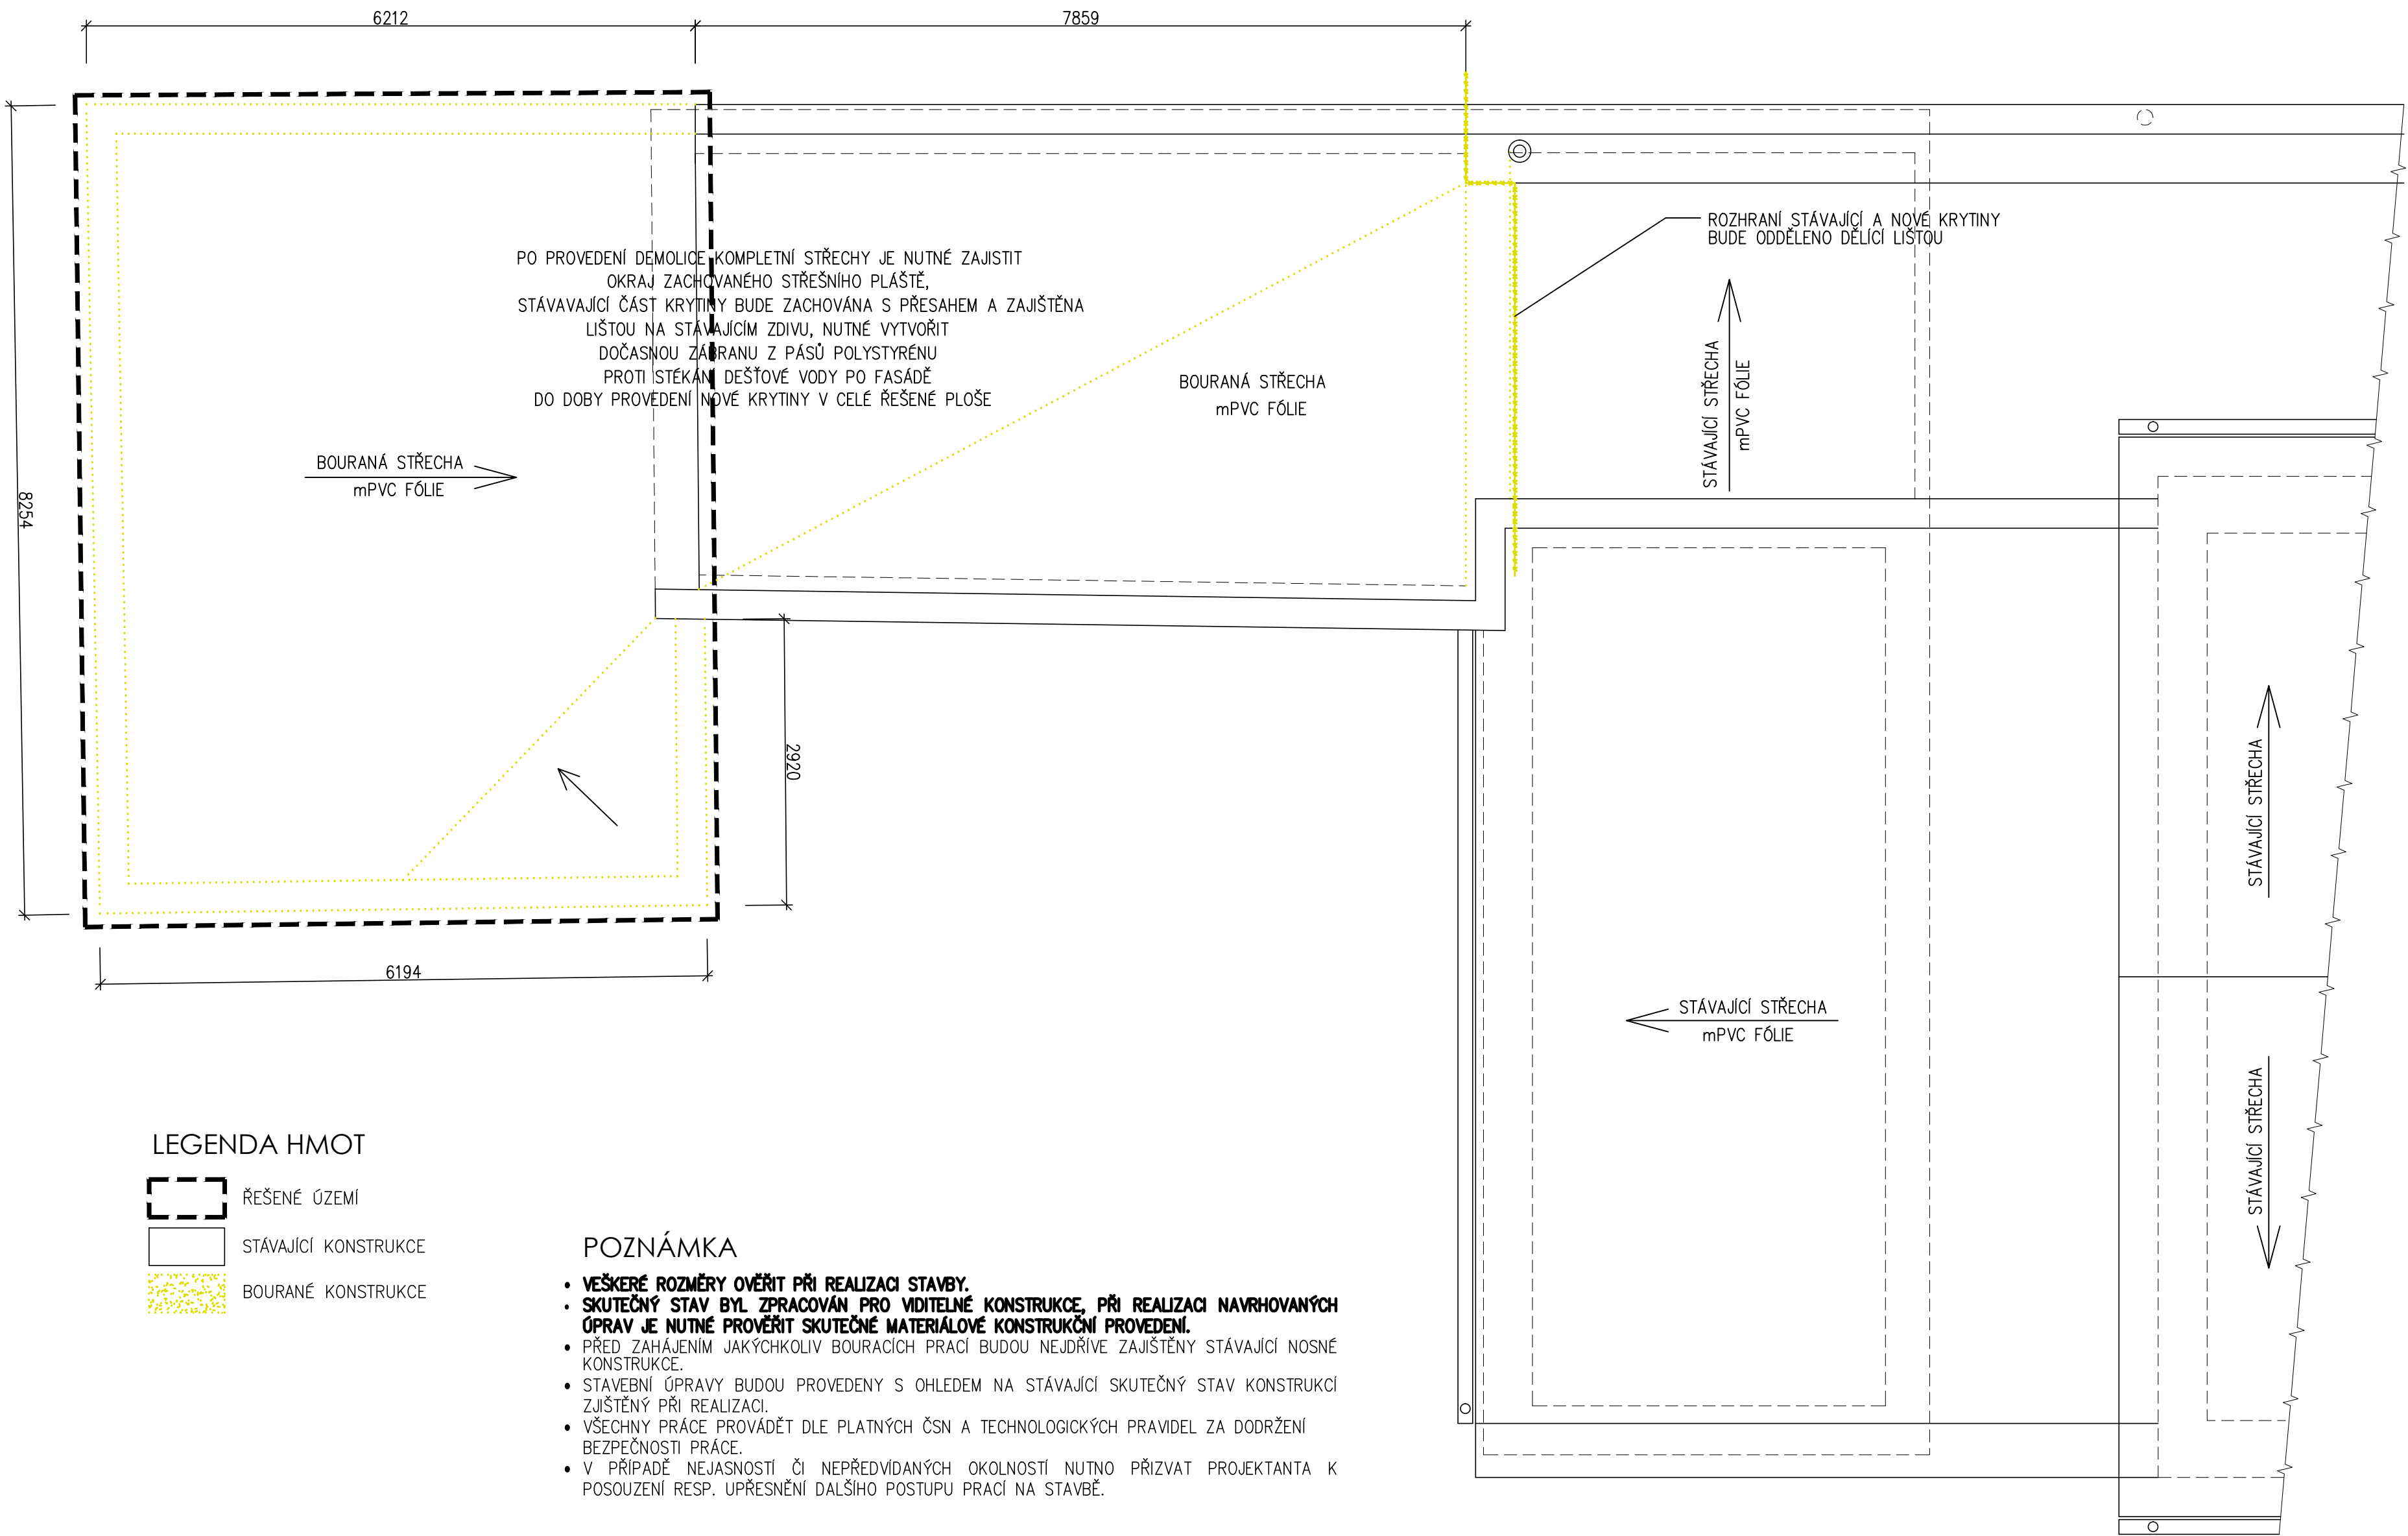 6212
7859
PO PROVEDENÍ DEMOLICE KOMPLETNÍ STŘECHY JE NUTNÉ ZAJISTIT
OKRAJ ZACHOVANÉHO STŘEŠNÍHO PLÁŠTĚ,
STÁVAVAJÍCÍ ČÁST KRYTINY BUDE ZACHOVÁNA S PŘESAHEM A ZAJIŠTĚNA
LIŠTOU NA STÁVAJÍCÍM ZDIVU, NUTNÉ VYTVOŘIT
DOČASNOU ZÁBRANU Z PÁSŮ POLYSTYRÉNU
PROTI STÉKÁNÍ DEŠŤOVÉ VODY PO FASÁDĚ
DO DOBY PROVEDENÍ NOVÉ KRYTINY V CELÉ ŘEŠENÉ PLOŠE
ROZHRANÍ STÁVAJÍCÍ A NOVÉ KRYTINY
BUDE ODDĚLENO DĚLÍCÍ LIŠTOU
BOURANÁ STŘECHA
mPVC FÓLIE
STÁVAJÍCÍ STŘECHA
mPVC FÓLIE
BOURANÁ STŘECHA
mPVC FÓLIE
8254
2920
6194
STÁVAJÍCÍ STŘECHA
STÁVAJÍCÍ STŘECHA
mPVC FÓLIE
STÁVAJÍCÍ STŘECHA
LEGENDA HMOT
ŘEŠENÉ ÚZEMÍ
STÁVAJÍCÍ KONSTRUKCE
BOURANÉ KONSTRUKCE
POZNÁMKA
• VEŠKERÉ ROZMĚRY OVĚŘIT PŘI REALIZACI STAVBY.
• SKUTEČNÝ STAV BYL ZPRACOVÁN PRO VIDITELNÉ KONSTRUKCE, PŘI REALIZACI NAVRHOVANÝCH
ÚPRAV JE NUTNÉ PROVĚŘIT SKUTEČNÉ MATERIÁLOVÉ KONSTRUKČNÍ PROVEDENÍ.
• PŘED ZAHÁJENÍM JAKÝCHKOLIV BOURACÍCH PRACÍ BUDOU NEJDŘÍVE ZAJIŠTĚNY STÁVAJÍCÍ NOSNÉ
KONSTRUKCE.
• STAVEBNÍ ÚPRAVY BUDOU PROVEDENY S OHLEDEM NA STÁVAJÍCÍ SKUTEČNÝ STAV KONSTRUKCÍ
ZJIŠTĚNÝ PŘI REALIZACI.
• VŠECHNY PRÁCE PROVÁDĚT DLE PLATNÝCH ČSN A TECHNOLOGICKÝCH PRAVIDEL ZA DODRŽENÍ
BEZPEČNOSTI PRÁCE.
• V PŘÍPADĚ NEJASNOSTÍ ČI NEPŘEDVÍDANÝCH OKOLNOSTÍ NUTNO PŘIZVAT PROJEKTANTA K
POSOUZENÍ RESP. UPŘESNĚNÍ DALŠÍHO POSTUPU PRACÍ NA STAVBĚ.